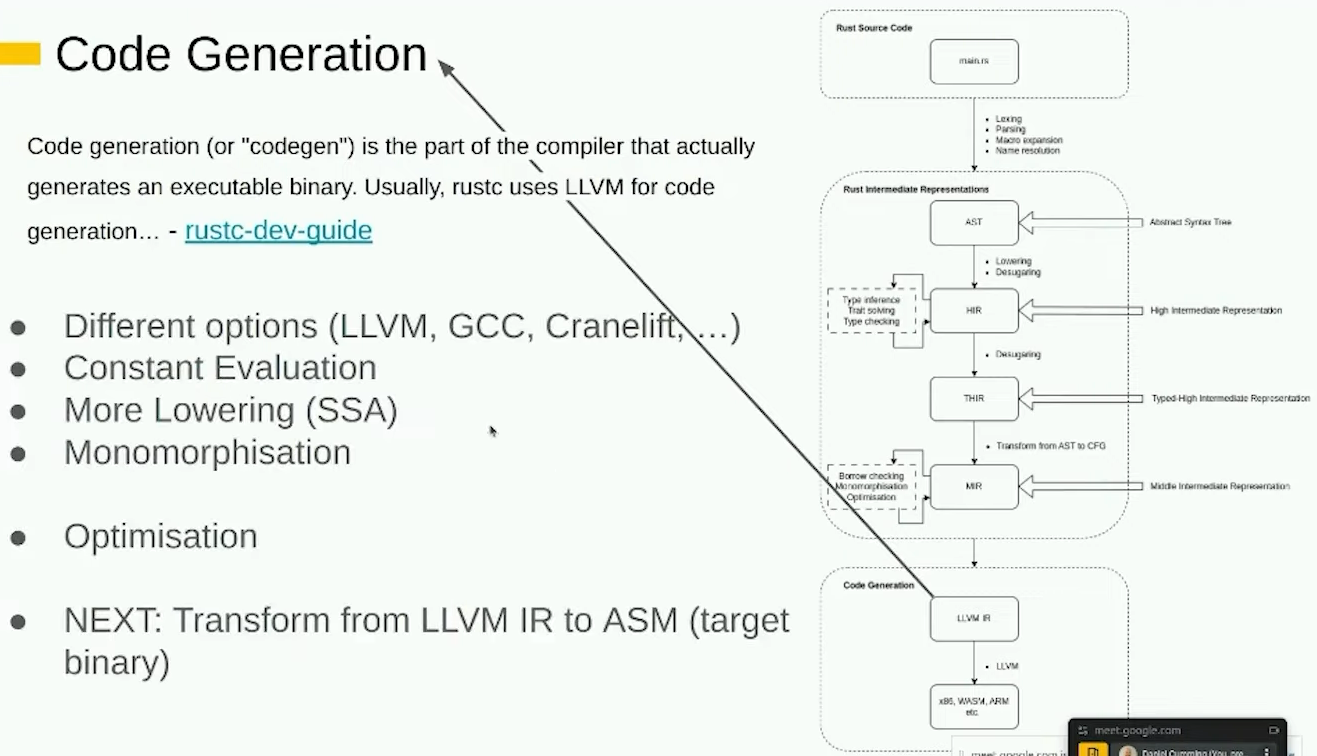 Code Generation
Code generation (or "codegen") is the part of the compiler that actually
generates an executable binary. Usually, rustc uses LLVM for code
generation… - rustc-dev-guide
● Different options (LLVM, GCC, Cranelift, …)
● Constant Evaluation
● More Lowering (SSA)
● Monomorphisation
● Optimisation
● NEXT: Transform from LLVM IR to ASM (target
binary)
Rust Source Code
main.rs
• Lexing
• Parsing
• Macro expansion
• Name resolution
Rust Intermediate Representations
AST
Abstract Syntax Tree
• Lowering
• Desugaring
Type inference
Trait solving
Type checking
HIR
High Intermediate Representation
• Desugaring
THIR
Typed-High Intermediate Representation
• Transform from AST to CFG
Borrow checking
Monomorphisation
Optimisation
MIR
Middle Intermediate Representation
Code Generation
LLVM IR
• LLVM
x86, WASM, ARM
etc.
meet.google.com
meet.google.com
Daniel Cumming (You, pre